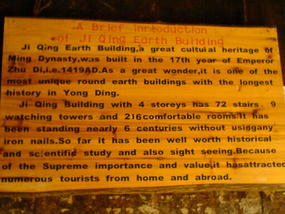 A Brief introduction
of Ji Qing Earth Building
Ji Qing Earth Building,a great cultural heritage of
Ming Dynasty,was built in the 17th year of Emperor
Zhu Di,i.e.1419AD.As a great wonder,it is one of the
most unique round earth buildings with the longest
history in Yong Ding.
Ji Qing Building with 4 storeys has 72 stairs, 9
watching towers and 216comfortable rooms.It has
been standing nearly 6 centuries without usingany
iron nails.So far it has been well worth historical
and scientific study and also sight seeing.Because
of the Supreme importance and value,it hasattracted
numerous tourists from home and abroad.